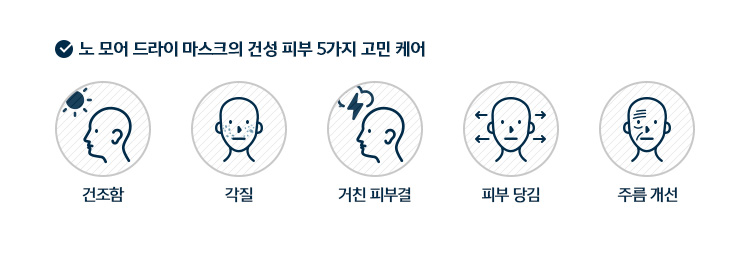 노 모어 드라이 마스크의 건성 피부 5가지 고민 케어
건조함
각질
거친 피부결
피부 당김
주름 개선